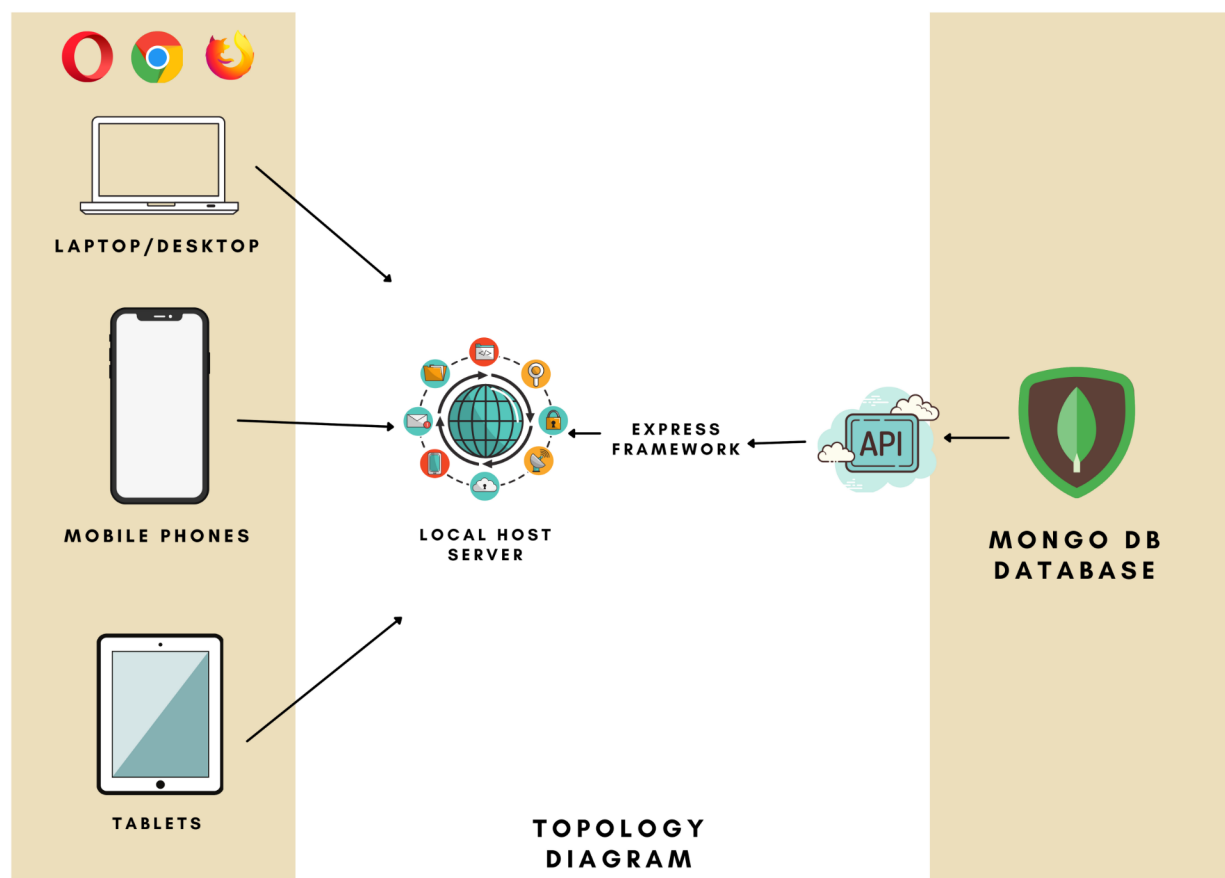 LAPTOP/DESKTOP
MOBILE PHONES
TABLETS
LOCAL HOST
SERVER
EXPRESS
FRAMEWORK
API
MONGO DB
DATABASE
TOPOLOGY
DIAGRAM